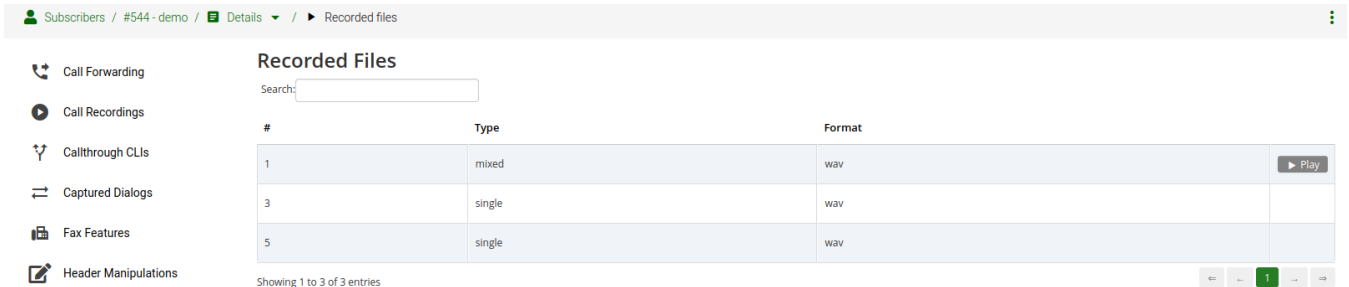 Subscribers / #544 - demo / Details / Recorded files
Call Forwarding
Call Recordings
Callthrough CLIs
Captured Dialogs
Fax Features
Header Manipulations
Recorded Files
Search:
# Type Format
1 mixed wav Play
3 single wav
5 single wav
Showing 1 to 3 of 3 entries
⇐ ← 1 → ⇒